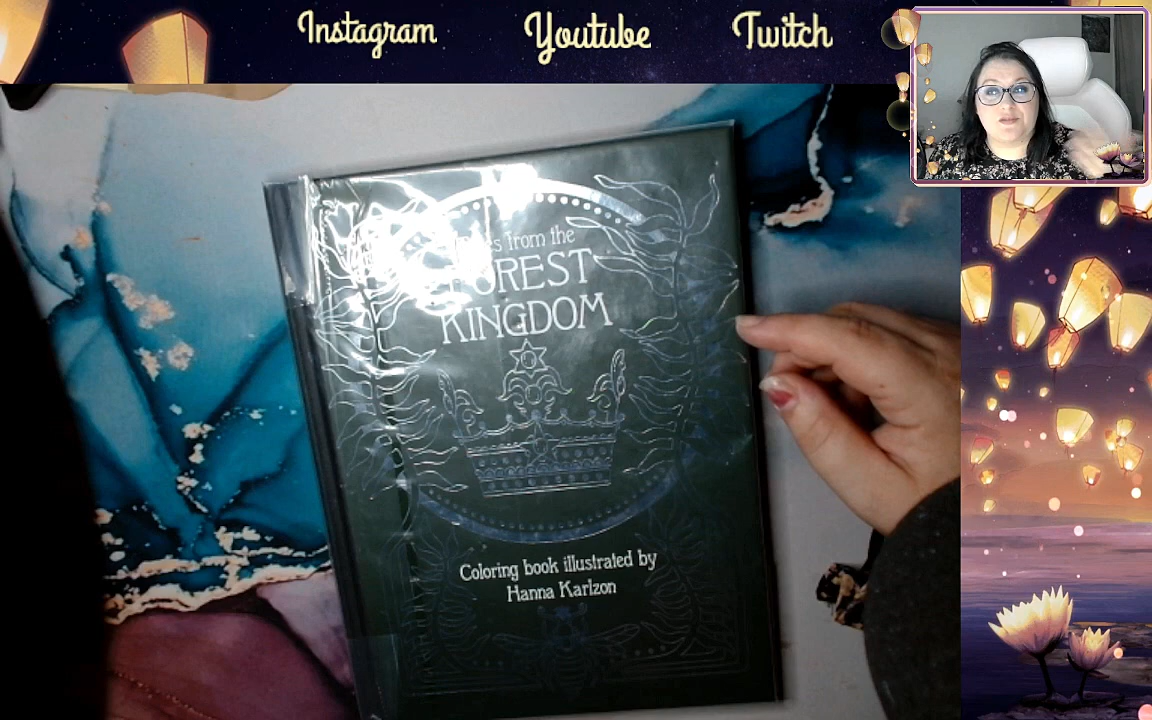 Instagram Youtube Twitch
from the
FOREST
KINGDOM
Coloring book illustrated by
Hanna Karlzon